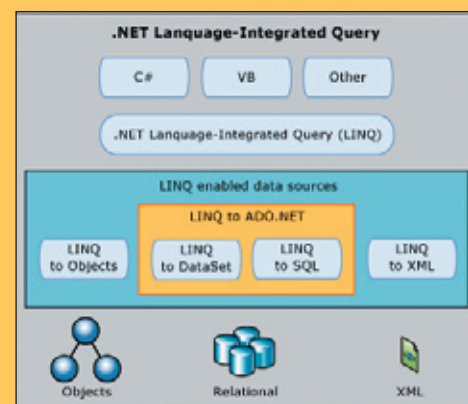 .NET Lanquage-Integrated Query
C# VB Other
.NET Language-Integrated Query (LINQ)
LINQ enabled data sources
LINQ to ADO.NET
LINQ to Objects
LINQ to DataSet
LINQ to SQL
LINQ to XML
Objects Relational XML